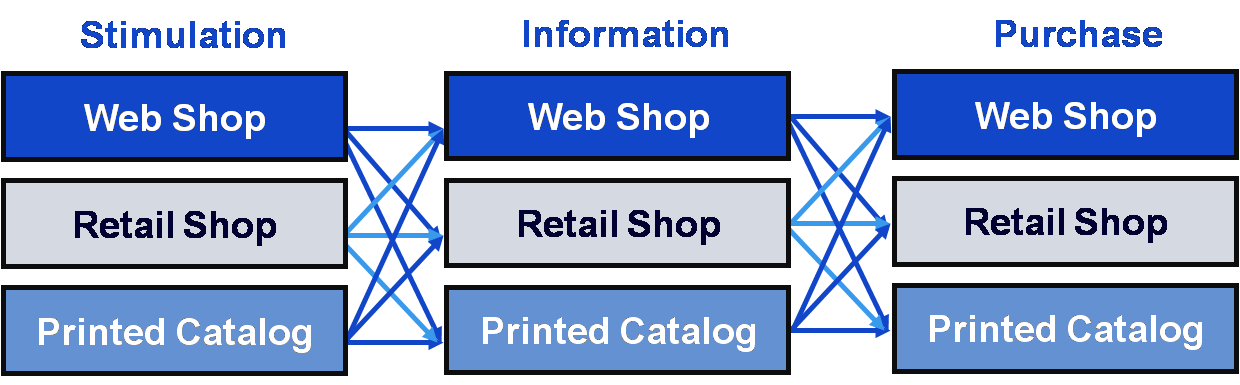 Stimulation
Information
Purchase
Web Shop
Web Shop
Web Shop
Retail Shop
Retail Shop
Retail Shop
Printed Catalog
Printed Catalog
Printed Catalog